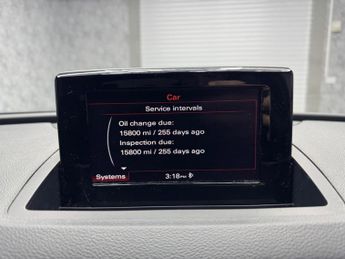 Car
Service intervals
Oil change due:
15800 mi / 255 days ago
Inspection due:
15800 mi / 255 days ago
Systems
3:18PM